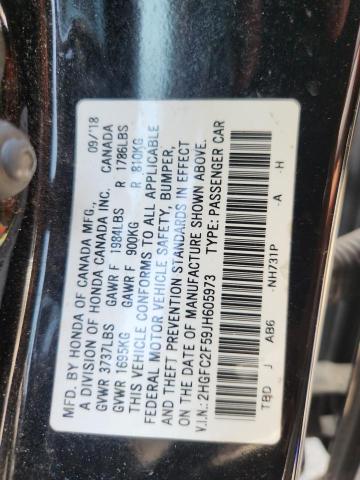 MFD. BY HONDA OF CANADA MFG., 09/'18
A DIVISION OF HONDA CANADA INC. CANADA
GVWR 3737LBS GAWR F 1984LBS R 1786LBS
GVWR 1695KG GAWR F 900KG R 810KG
THIS VEHICLE CONFORMS TO ALL APPLICABLE
FEDERAL MOTOR VEHICLE SAFETY, BUMPER,
AND THEFT PREVENTION STANDARDS IN EFFECT
ON THE DATE OF MANUFACTURE SHOWN ABOVE.
V.I.N.: 2HGFC2F59JH605973 TYPE: PASSENGER CAR
TBD J AB6 -NH731P -A -H